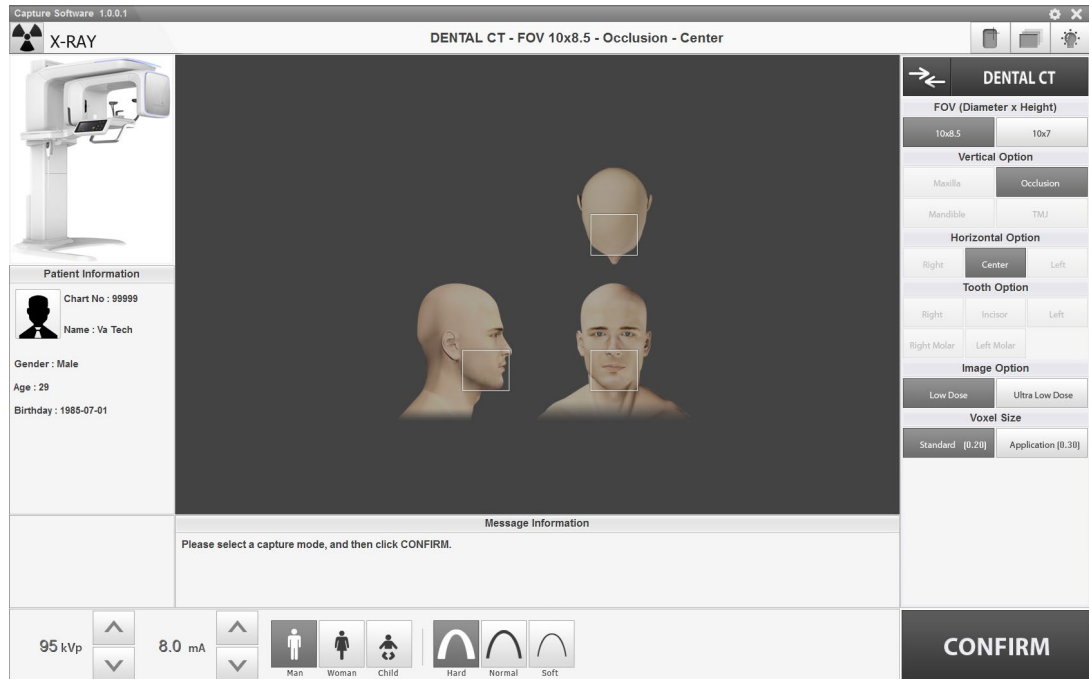 Capture Software 1.0.0.1
X-RAY
DENTAL CT - FOV 10x8.5 - Occlusion - Center
Patient Information
Chart No : 99999
Name : Va Tech
Gender : Male
Age : 29
Birthday : 1985-07-01
DENTAL CT
FOV (Diameter x Height)
10x8.5 10x7
Vertical Option
Maxilla Occlusion
Mandible TMJ
Horizontal Option
Right Center Left
Tooth Option
Right Incisor Left
Right Molar Left Molar
Image Option
Low Dose Ultra Low Dose
Voxel Size
Standard [0.20] Application [0.30]
Message Information
Please select a capture mode, and then click CONFIRM.
95 kVp 8.0 mA
Man Woman Child Hard Normal Soft
CONFIRM